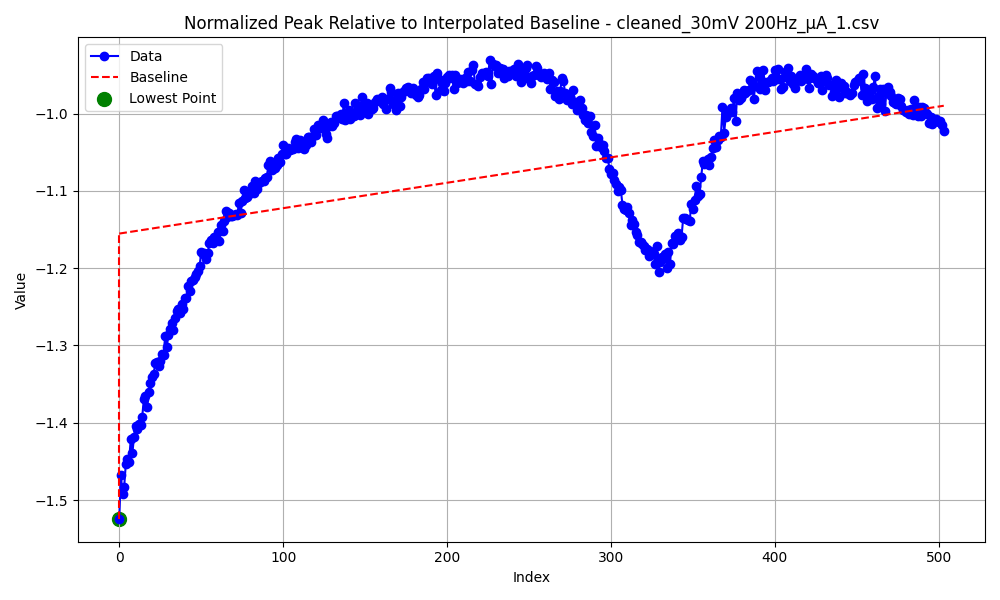 Normalized Peak Relative to Interpolated Baseline - cleaned_30mV 200Hz_μA_1.csv
Data
Baseline
Lowest Point
Value
−1.0
−1.1
−1.2
−1.3
−1.4
−1.5
0 100 200 300 400 500
Index